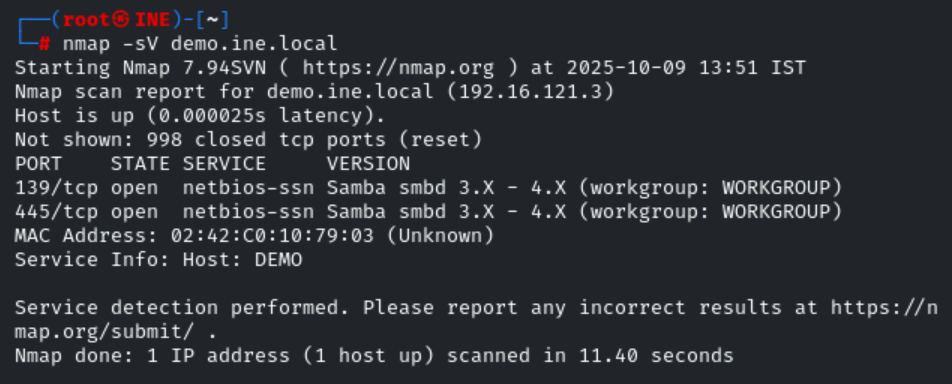 ┌──(root㉿INE)-[~]
└─# nmap -sV demo.ine.local
Starting Nmap 7.94SVN ( https://nmap.org ) at 2025-10-09 13:51 IST
Nmap scan report for demo.ine.local (192.16.121.3)
Host is up (0.000025s latency).
Not shown: 998 closed tcp ports (reset)
PORT    STATE SERVICE     VERSION
139/tcp open  netbios-ssn Samba smbd 3.X - 4.X (workgroup: WORKGROUP)
445/tcp open  netbios-ssn Samba smbd 3.X - 4.X (workgroup: WORKGROUP)
MAC Address: 02:42:C0:10:79:03 (Unknown)
Service Info: Host: DEMO

Service detection performed. Please report any incorrect results at https://n
map.org/submit/ .
Nmap done: 1 IP address (1 host up) scanned in 11.40 seconds